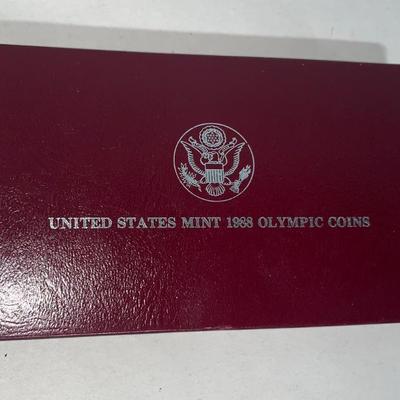 UNITED STATES MINT 1988 OLYMPIC COINS